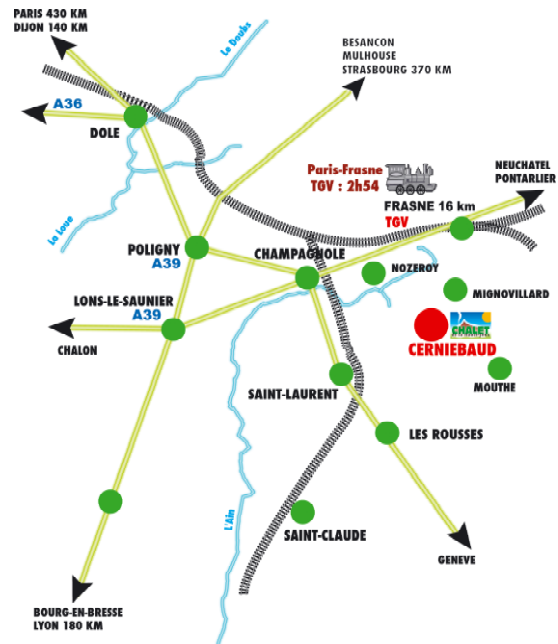 PARIS 430 KM
DIJON 140 KM
Le Doubs
BESANCON
MULHOUSE
STRASBOURG 370 KM
A36
DOLE
Paris-Frasne
TGV : 2h54
NEUCHATEL
PONTARLIER
FRASNE 16 km
TGV
La Loue
POLIGNY
A39
CHAMPAGNOLE
NOZEROY
MIGNOVILLARD
LONS-LE-SAUNIER
A39
CHALET
CERNIEBAUD
CHALON
MOUTHE
SAINT-LAURENT
LES ROUSSES
L'Ain
SAINT-CLAUDE
GENEVE
BOURG-EN-BRESSE
LYON 180 KM